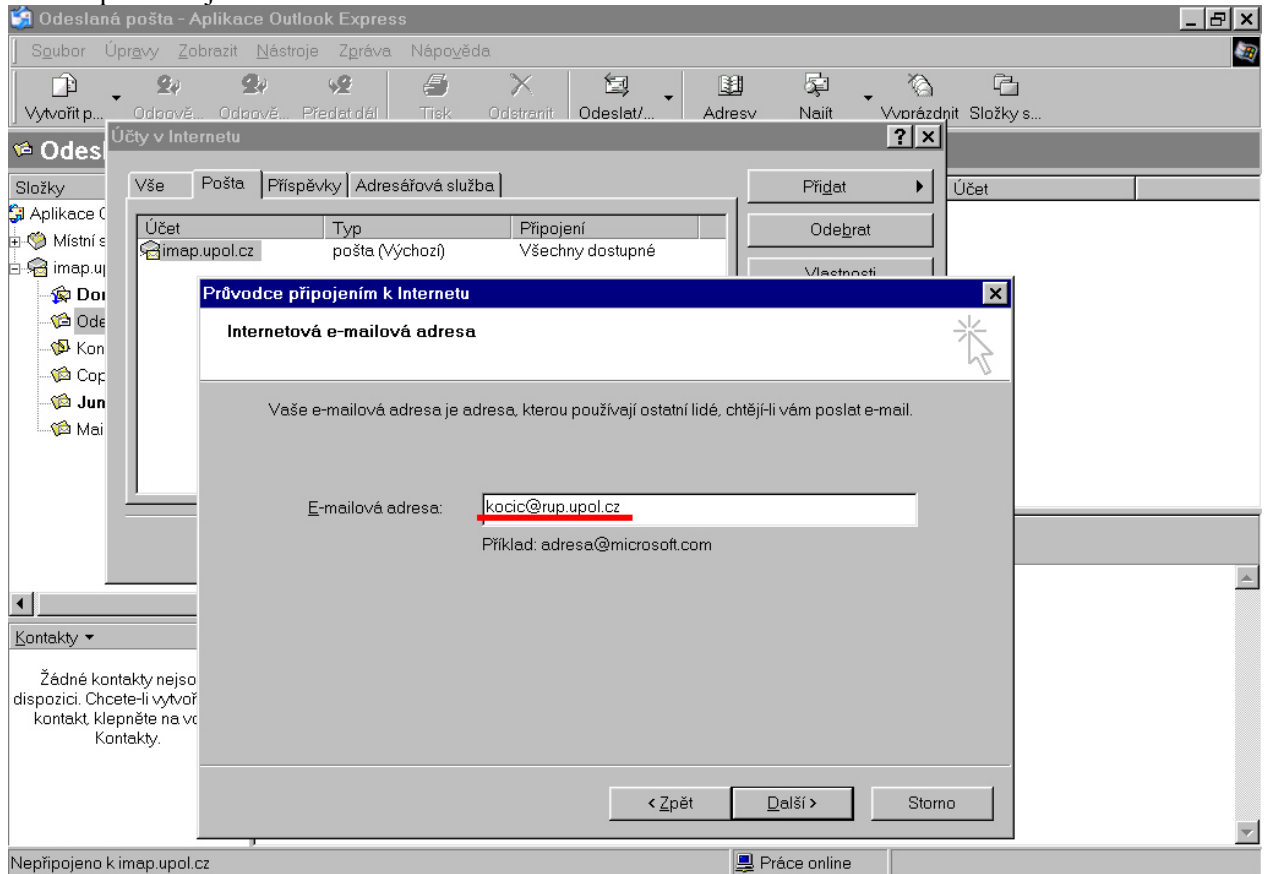 Odeslaná pošta - Aplikace Outlook Express
Soubor Úpravy Zobrazit Nástroje Zpráva Nápověda
Vytvořit p... Odpově... Odpově... Předat dál Tisk Odstranit Odeslat/... Adresy Najít Vyprázdnit Složky s...
Účty v Internetu
Odesl
Složky
Vše Pošta Příspěvky Adresářová služba
Přidat
Účet
Aplikace O
Účet Typ Připojení
Odebrat
Místní s
imap.upol.cz pošta (Výchozí) Všechny dostupné
imap.up
Vlastnosti
Průvodce připojením k Internetu
Dor
Ode
Internetová e-mailová adresa
Kon
Cop
Jun
Vaše e-mailová adresa je adresa, kterou používají ostatní lidé, chtějí-li vám poslat e-mail.
Mai
E-mailová adresa: kocic@rup.upol.cz
Příklad: adresa@microsoft.com
Kontakty
Žádné kontakty nejso
dispozici. Chcete-li vytvoř
kontakt, klepněte na vo
Kontakty.
< Zpět Další > Storno
Nepřipojeno k imap.upol.cz Práce online